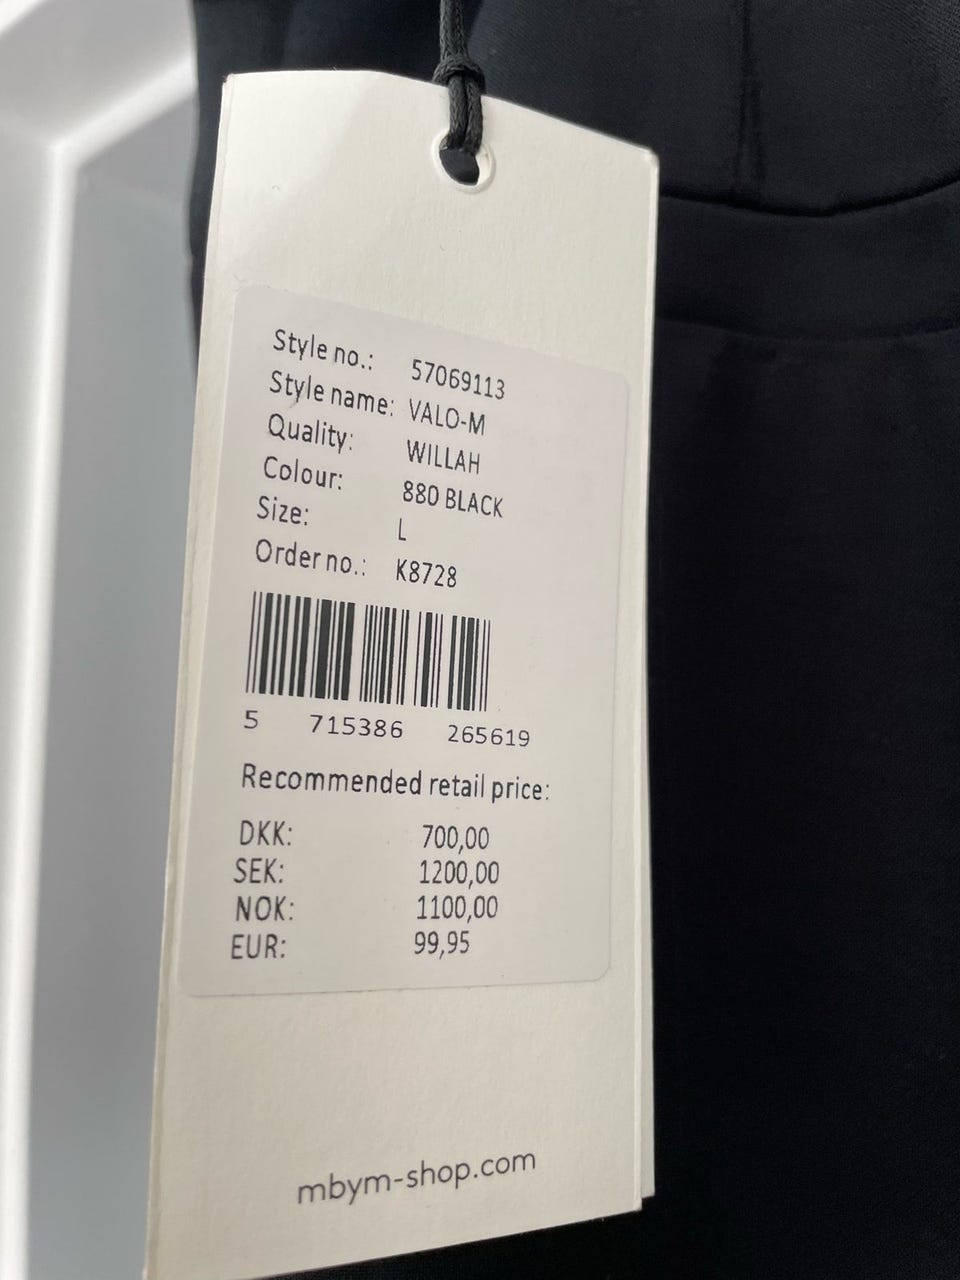 Style no.: 57069113
Style name: VALO-M
Quality: WILLAH
Colour: 880 BLACK
Size: L
Order no.: K8728
5 715386 265619
Recommended retail price:
DKK: 700,00
SEK: 1200,00
NOK: 1100,00
EUR: 99,95
mbym-shop.com